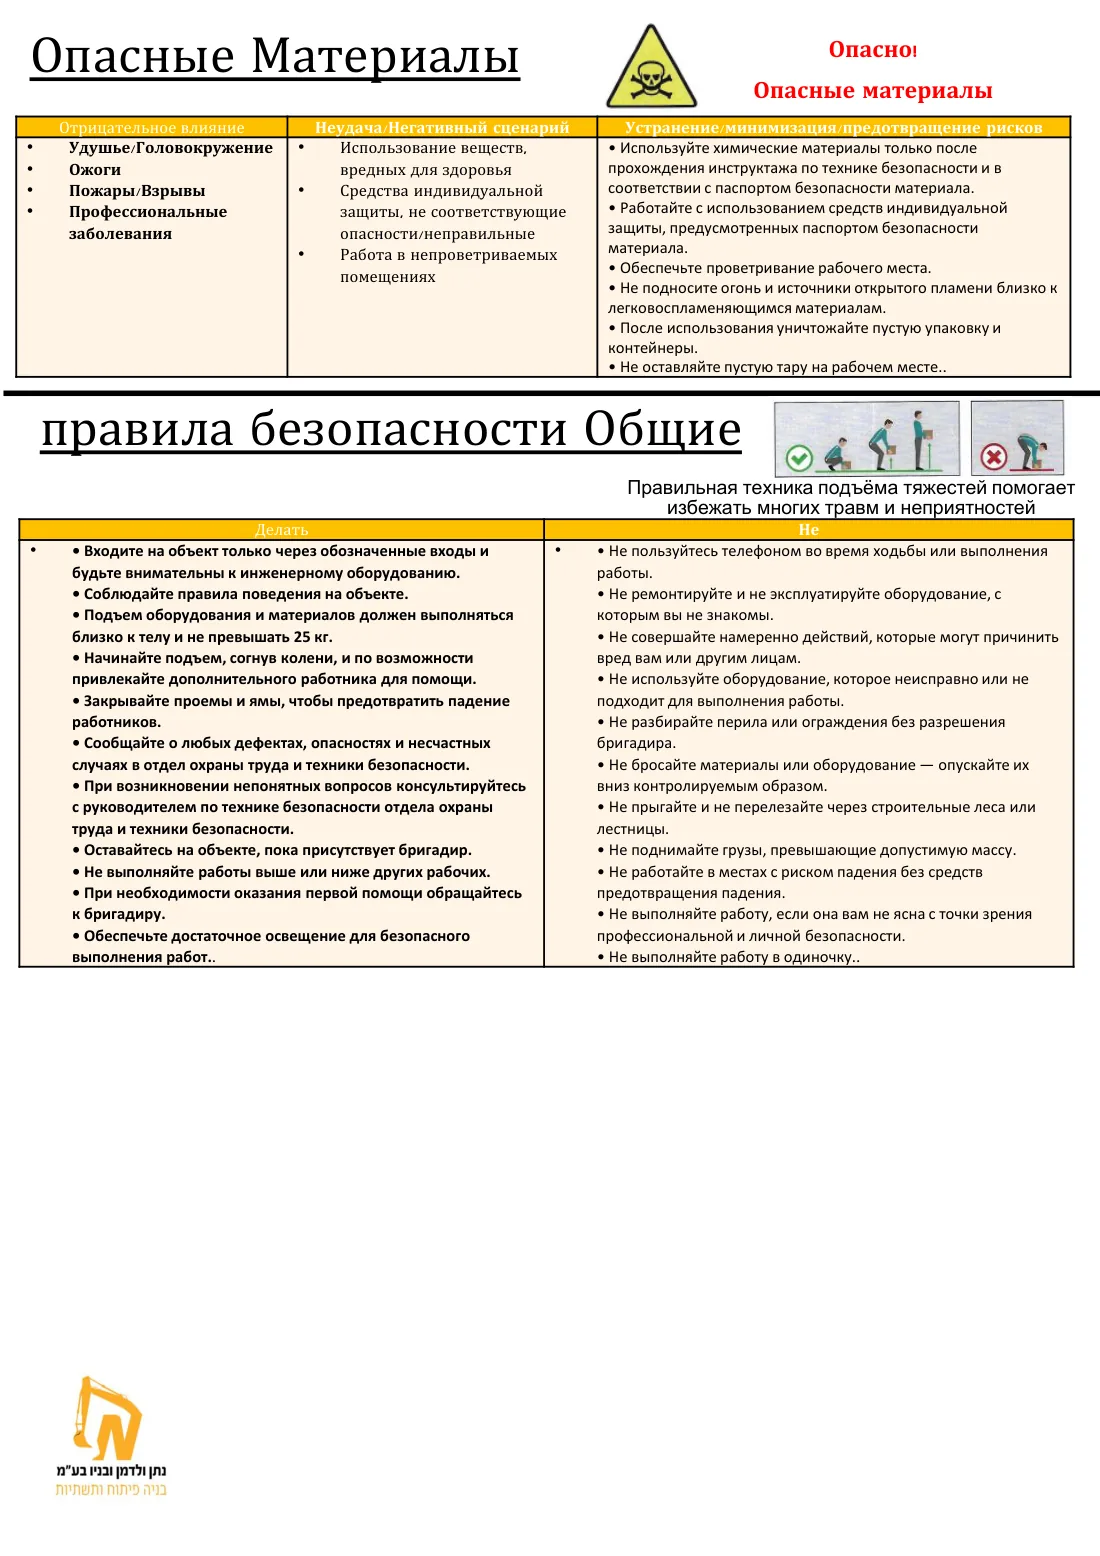 Опасные Материалы
Опасно!
Опасные материалы
Отрицательное влияние
Неудача/Негативный сценарий
Устранение/минимизация/предотвращение рисков
• Удушье/Головокружение
• Ожоги
• Пожары/Взрывы
• Профессиональные
заболевания
• Использование веществ,
вредных для здоровья
• Средства индивидуальной
защиты, не соответствующие
опасности/неправильные
• Работа в непроветриваемых
помещениях
• Используйте химические материалы только после
прохождения инструктажа по технике безопасности и в
соответствии с паспортом безопасности материала.
• Работайте с использованием средств индивидуальной
защиты, предусмотренных паспортом безопасности
материала.
• Обеспечьте проветривание рабочего места.
• Не подносите огонь и источники открытого пламени близко к
легковоспламеняющимся материалам.
• После использования уничтожайте пустую упаковку и
контейнеры.
• Не оставляйте пустую тару на рабочем месте..
правила безопасности Общие
Правильная техника подъёма тяжестей помогает
избежать многих травм и неприятностей
Делать
Не
• • Входите на объект только через обозначенные входы и
будьте внимательны к инженерному оборудованию.
• Соблюдайте правила поведения на объекте.
• Подъем оборудования и материалов должен выполняться
близко к телу и не превышать 25 кг.
• Начинайте подъем, согнув колени, и по возможности
привлекайте дополнительного работника для помощи.
• Закрывайте проемы и ямы, чтобы предотвратить падение
работников.
• Сообщайте о любых дефектах, опасностях и несчастных
случаях в отдел охраны труда и техники безопасности.
• При возникновении непонятных вопросов консультируйтесь
с руководителем по технике безопасности отдела охраны
труда и техники безопасности.
• Оставайтесь на объекте, пока присутствует бригадир.
• Не выполняйте работы выше или ниже других рабочих.
• При необходимости оказания первой помощи обращайтесь
к бригадиру.
• Обеспечьте достаточное освещение для безопасного
выполнения работ..
• • Не пользуйтесь телефоном во время ходьбы или выполнения
работы.
• Не ремонтируйте и не эксплуатируйте оборудование, с
которым вы не знакомы.
• Не совершайте намеренно действий, которые могут причинить
вред вам или другим лицам.
• Не используйте оборудование, которое неисправно или не
подходит для выполнения работы.
• Не разбирайте перила или ограждения без разрешения
бригадира.
• Не бросайте материалы или оборудование — опускайте их
вниз контролируемым образом.
• Не прыгайте и не перелезайте через строительные леса или
лестницы.
• Не поднимайте грузы, превышающие допустимую массу.
• Не работайте в местах с риском падения без средств
предотвращения падения.
• Не выполняйте работу, если она вам не ясна с точки зрения
профессиональной и личной безопасности.
• Не выполняйте работу в одиночку..
נתן ולדמן ובניו בע"מ
בניה פיתוח ותשתיות